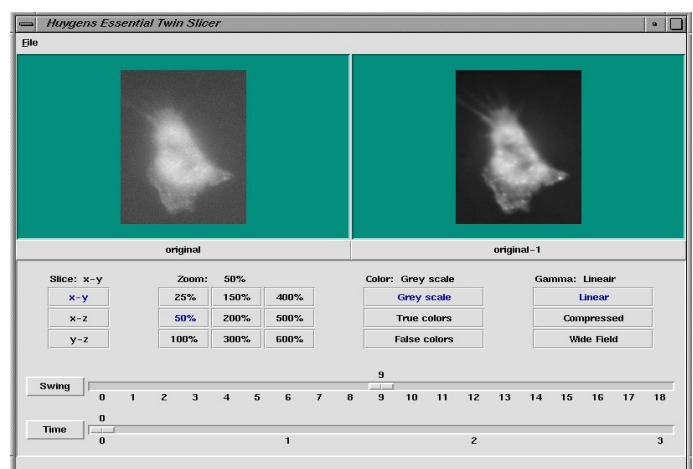 Huygens Essential Twin Slicer
File
original original-1
Slice: x-y Zoom: 50% Color: Grey scale Gamma: Lineair
x-y 25% 150% 400% Grey scale Linear
x-z 50% 200% 500% True colors Compressed
y-z 100% 300% 600% False colors Wide Field
9
Swing
0 1 2 3 4 5 6 7 8 9 10 11 12 13 14 15 16 17 18
0
Time
0 1 2 3